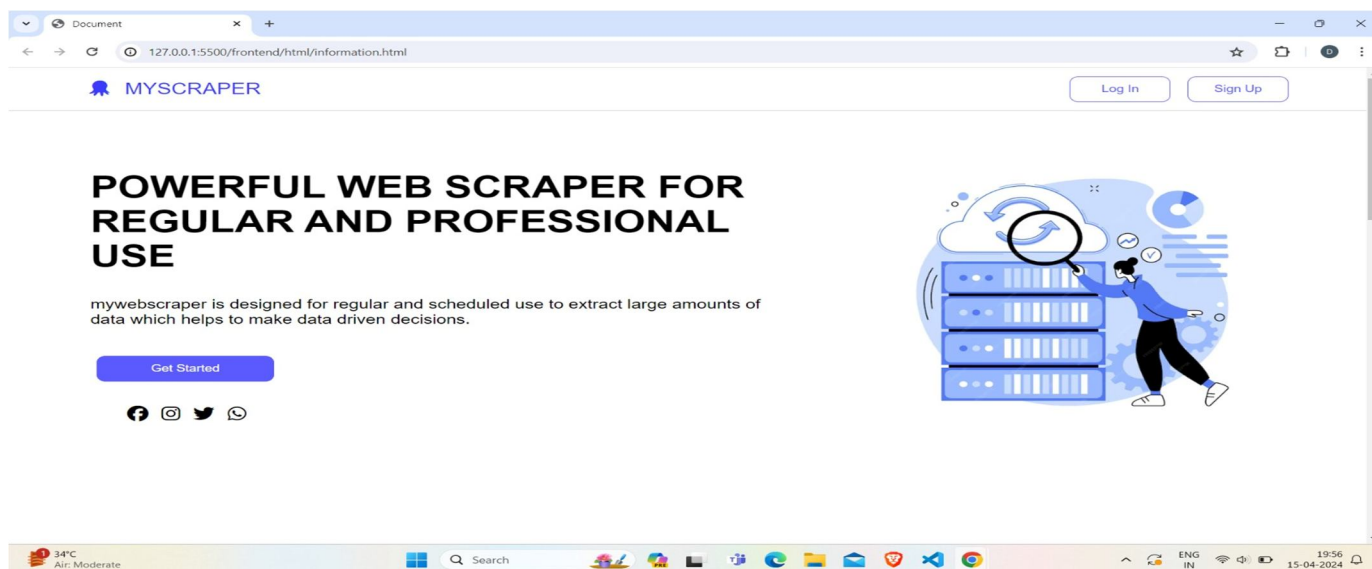 Document
127.0.0.1:5500/frontend/html/information.html
D
MYSCRAPER
Log In
Sign Up
POWERFUL WEB SCRAPER FOR
REGULAR AND PROFESSIONAL
USE
mywebscraper is designed for regular and scheduled use to extract large amounts of
data which helps to make data driven decisions.
Get Started
1
34°C
Air: Moderate
Search
PRE
ENG
IN
19:56
15-04-2024